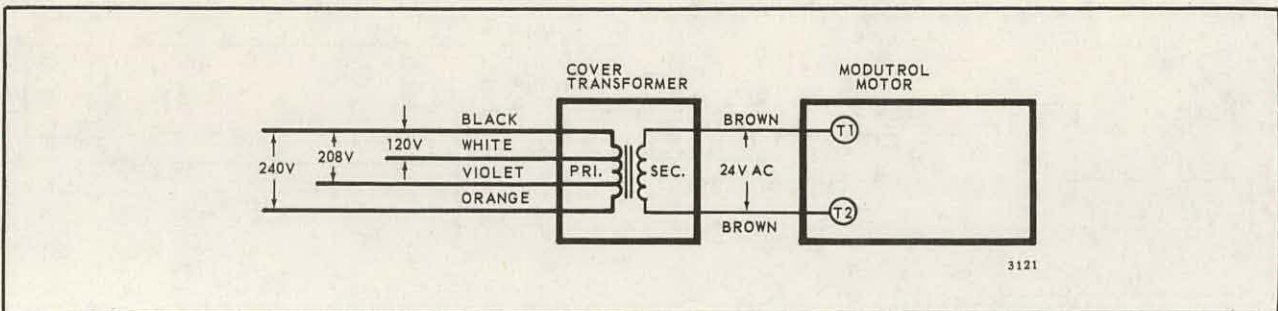 COVER
TRANSFORMER
MODUTROL
MOTOR
BLACK
BROWN
T1
120V
WHITE
208V
240V
VIOLET
PRI.
SEC.
24V AC
ORANGE
T2
BROWN
3121